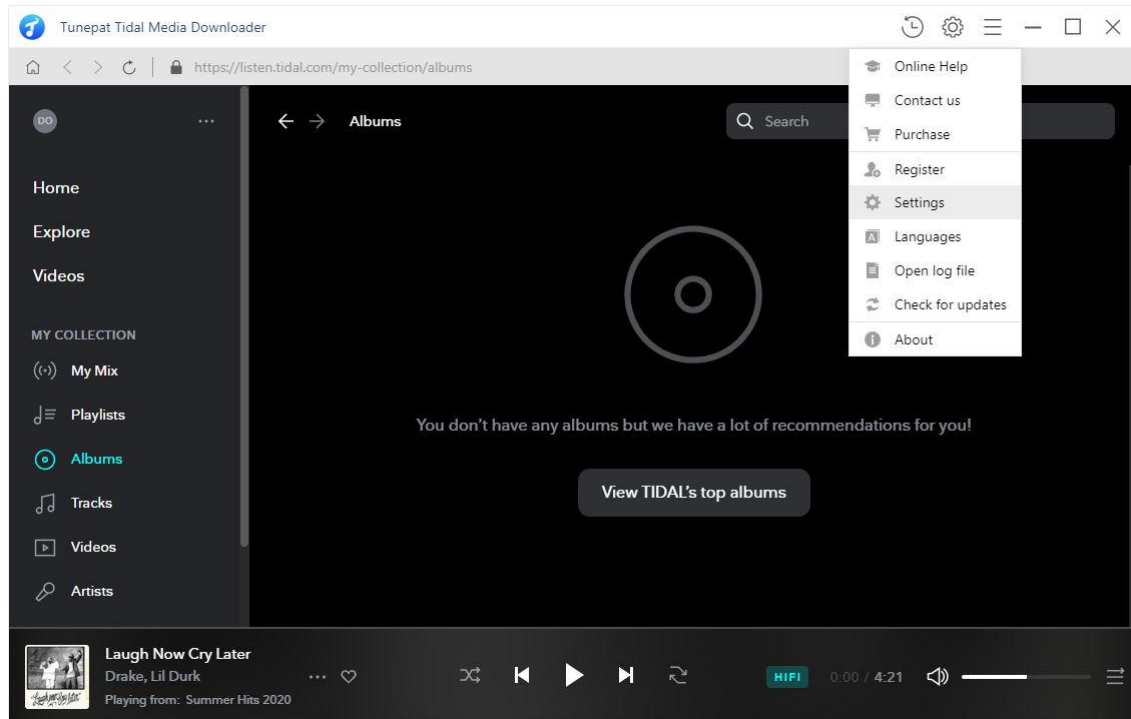 Tunepat Tidal Media Downloader
https://listen.tidal.com/my-collection/albums
DO
Albums
Search
Online Help
Contact us
Purchase
Register
Settings
Languages
Open log file
Check for updates
About
Home
Explore
Videos
MY COLLECTION
My Mix
Playlists
Albums
Tracks
Videos
Artists
You don't have any albums but we have a lot of recommendations for you!
View TIDAL's top albums
Laugh Now Cry Later
Drake, Lil Durk
Playing from: Summer Hits 2020
HIFI
0:00 / 4:21